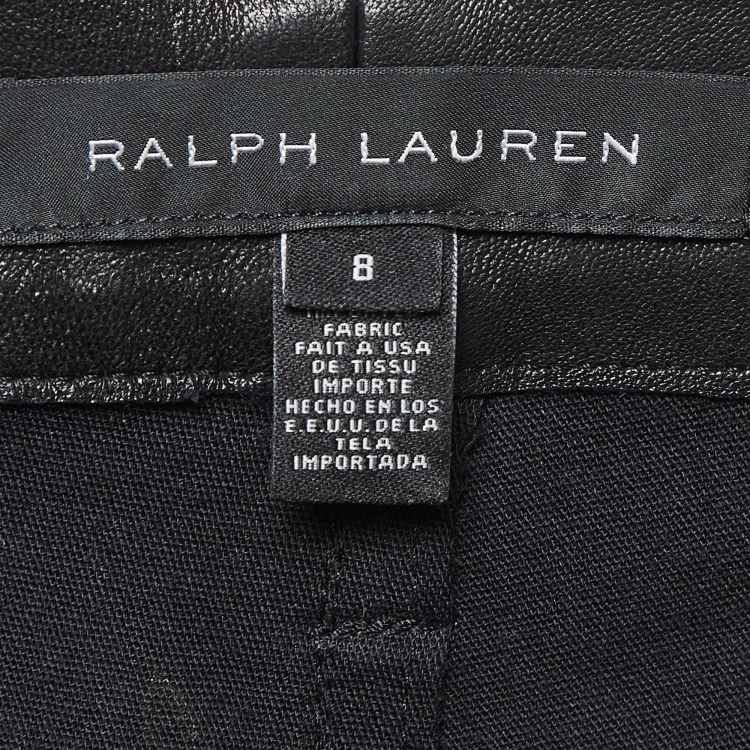 RALPH LAUREN
8
FABRIC
FAIT A USA
DE TISSU
IMPORTE
HECHO EN LOS
E.E.U.U. DE LA
TELA
IMPORTADA